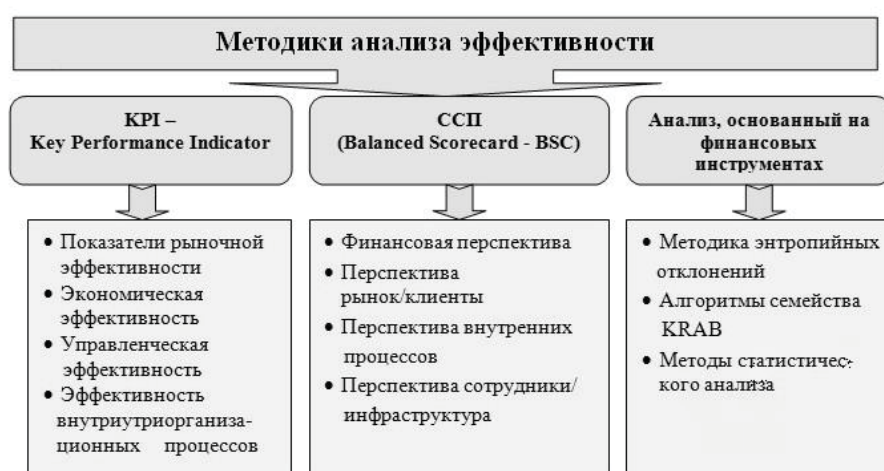 Методики анализа эффективности
KPI –
Key Performance Indicator
ССП
(Balanced Scorecard - BSC)
Анализ, основанный на
финансовых
инструментах
• Показатели рыночной
эффективности
• Экономическая
эффективность
• Управленческая
эффективность
• Эффективность
внутриутриорганиза-
ционных процессов
• Финансовая перспектива
• Перспектива
рынок/клиенты
• Перспектива внутренних
процессов
• Перспектива сотрудники/
инфраструктура
• Методика энтропийных
отклонений
• Алгоритмы семейства
KRAB
• Методы статистичес-
кого анализа